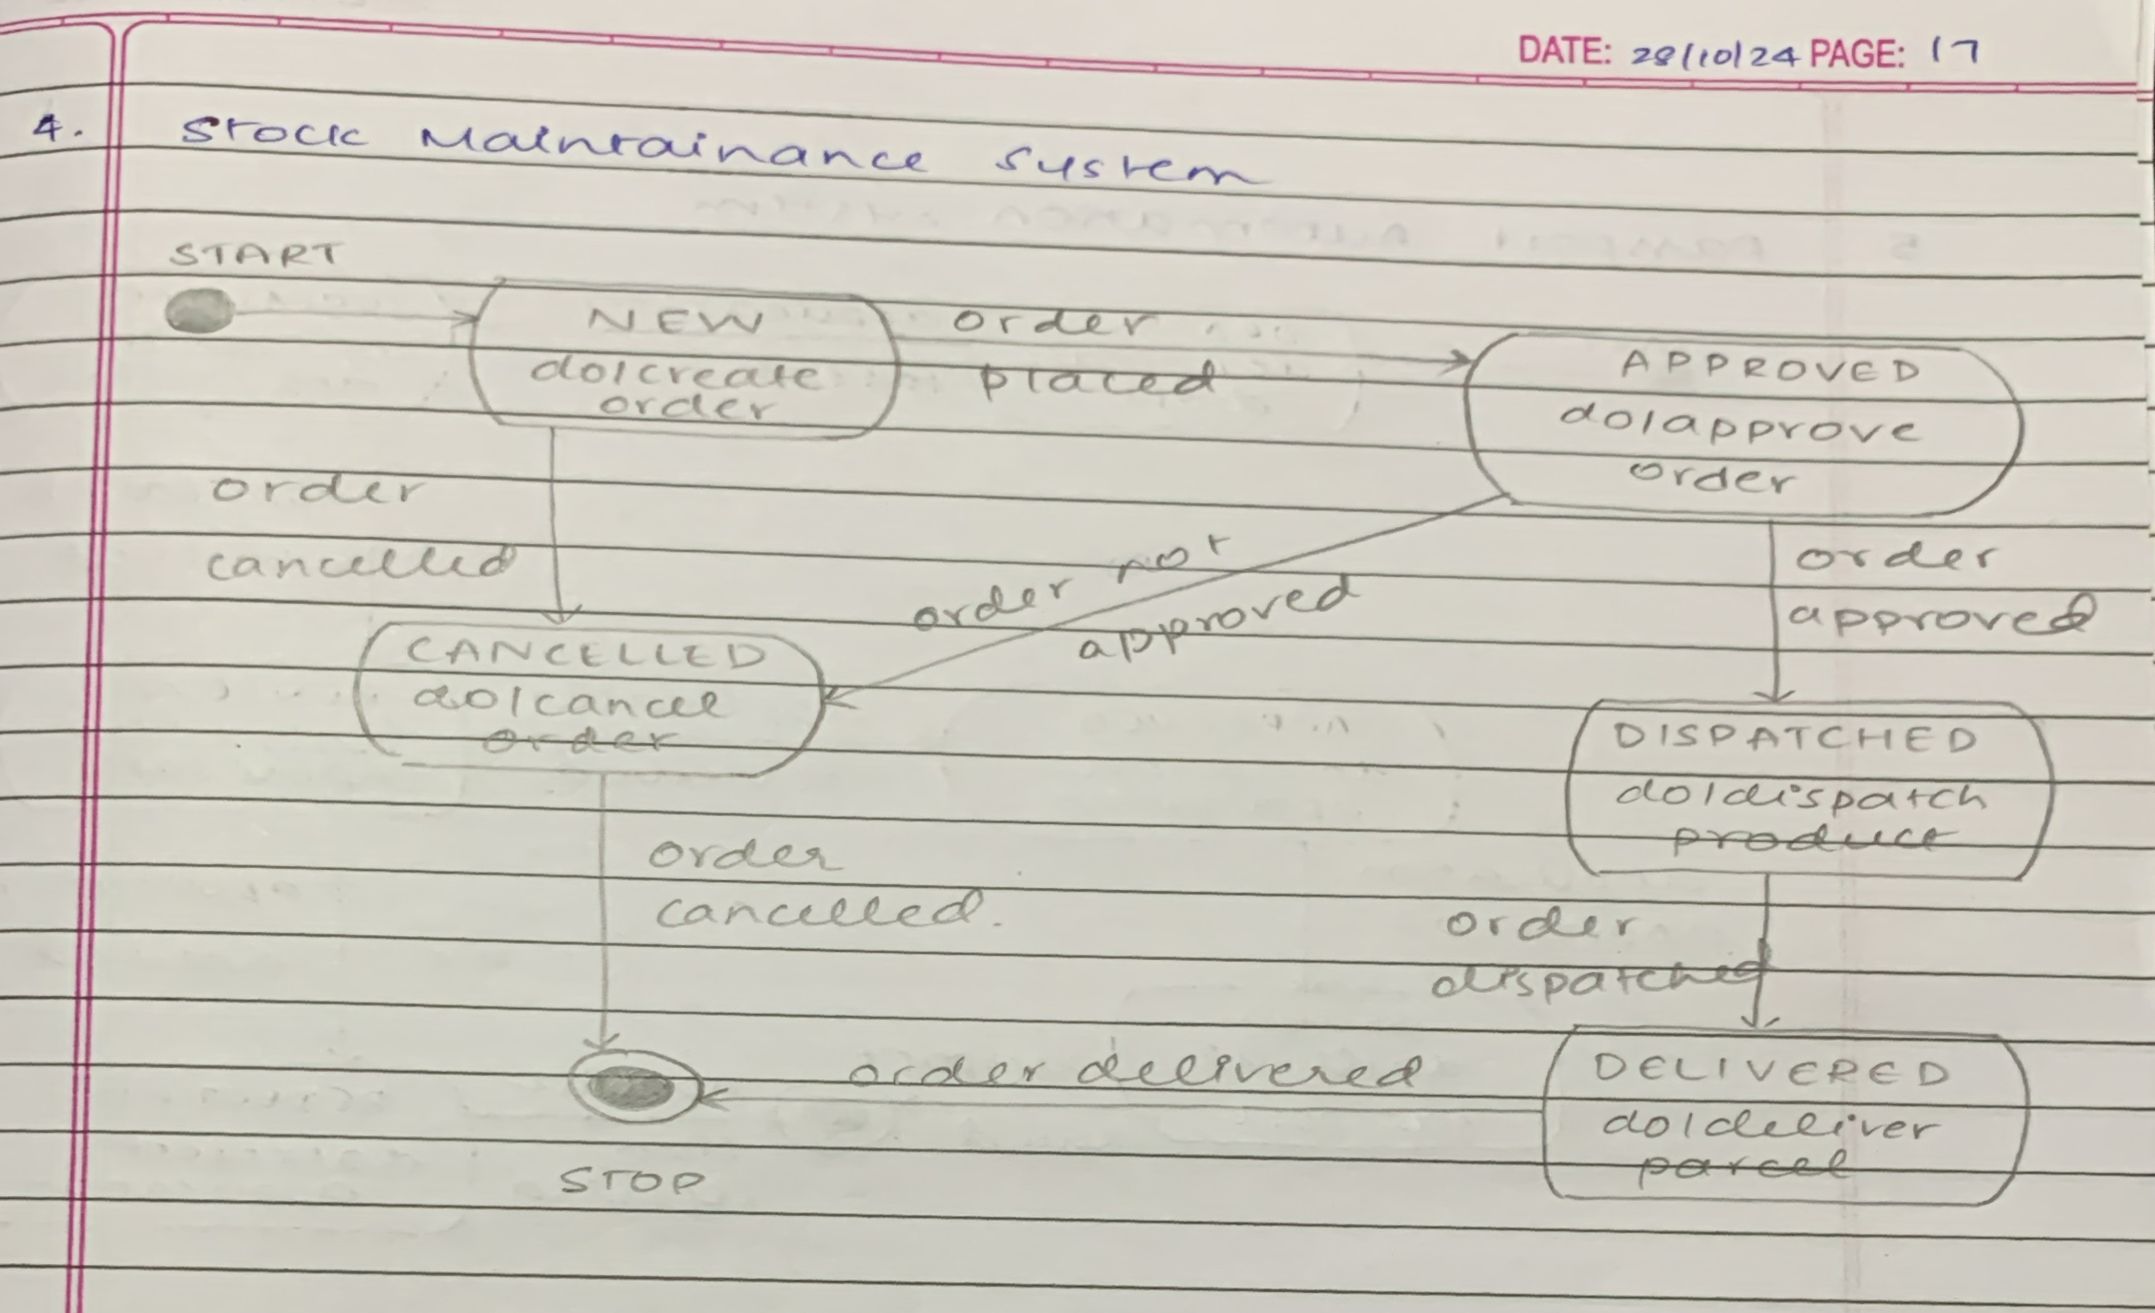 DATE: 28/10/24 PAGE: 17
4. Stock Maintainance System
START
NEW
do/create
order
order
placed
APPROVED
do/approve
order
order
cancelled
order not
approved
order
approved
CANCELLED
do/cancel
order
DISPATCHED
do/dispatch
product
order
cancelled.
order
dispatched
order delivered
DELIVERED
do/deliver
parcel
STOP